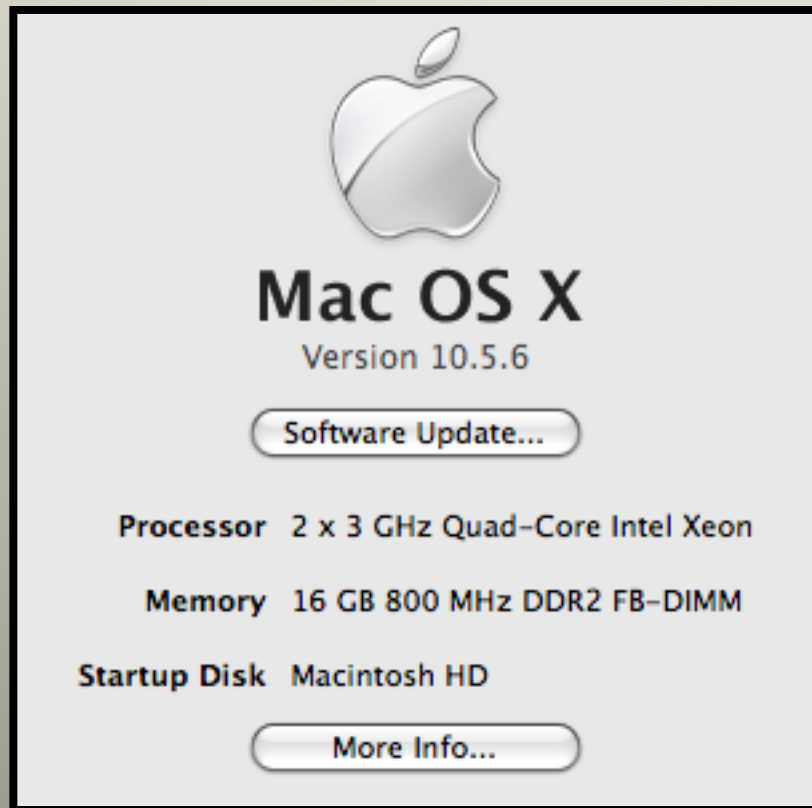 Mac OS X
Version 10.5.6
Software Update...
Processor 2 x 3 GHz Quad-Core Intel Xeon
Memory 16 GB 800 MHz DDR2 FB-DIMM
Startup Disk Macintosh HD
More Info...